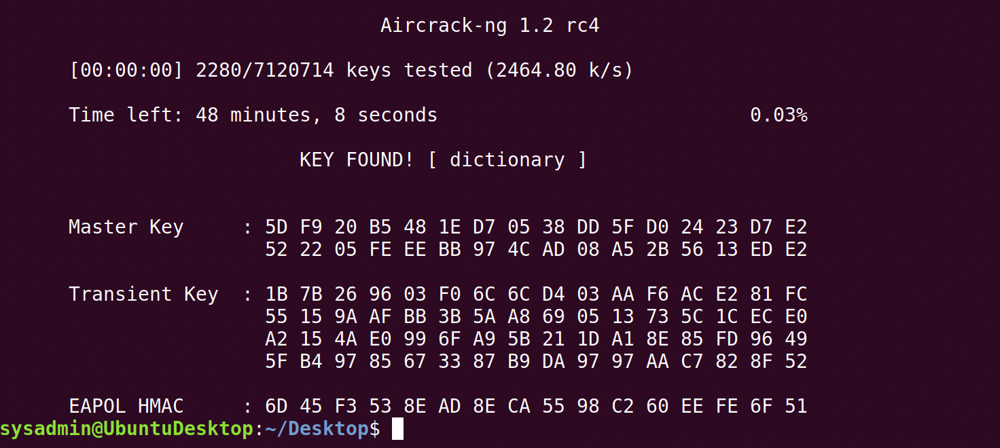 Aircrack-ng 1.2 rc4
[00:00:00] 2280/7120714 keys tested (2464.80 k/s)
Time left: 48 minutes, 8 seconds 0.03%
KEY FOUND! [ dictionary ]
Master Key : 5D F9 20 B5 48 1E D7 05 38 DD 5F D0 24 23 D7 E2
52 22 05 FE EE BB 97 4C AD 08 A5 2B 56 13 ED E2
Transient Key : 1B 7B 26 96 03 F0 6C 6C D4 03 AA F6 AC E2 81 FC
55 15 9A AF BB 3B 5A A8 69 05 13 73 5C 1C EC E0
A2 15 4A E0 99 6F A9 5B 21 1D A1 8E 85 FD 96 49
5F B4 97 85 67 33 87 B9 DA 97 97 AA C7 82 8F 52
EAPOL HMAC : 6D 45 F3 53 8E AD 8E CA 55 98 C2 60 EE FE 6F 51
sysadmin@UbuntuDesktop:~/Desktop$